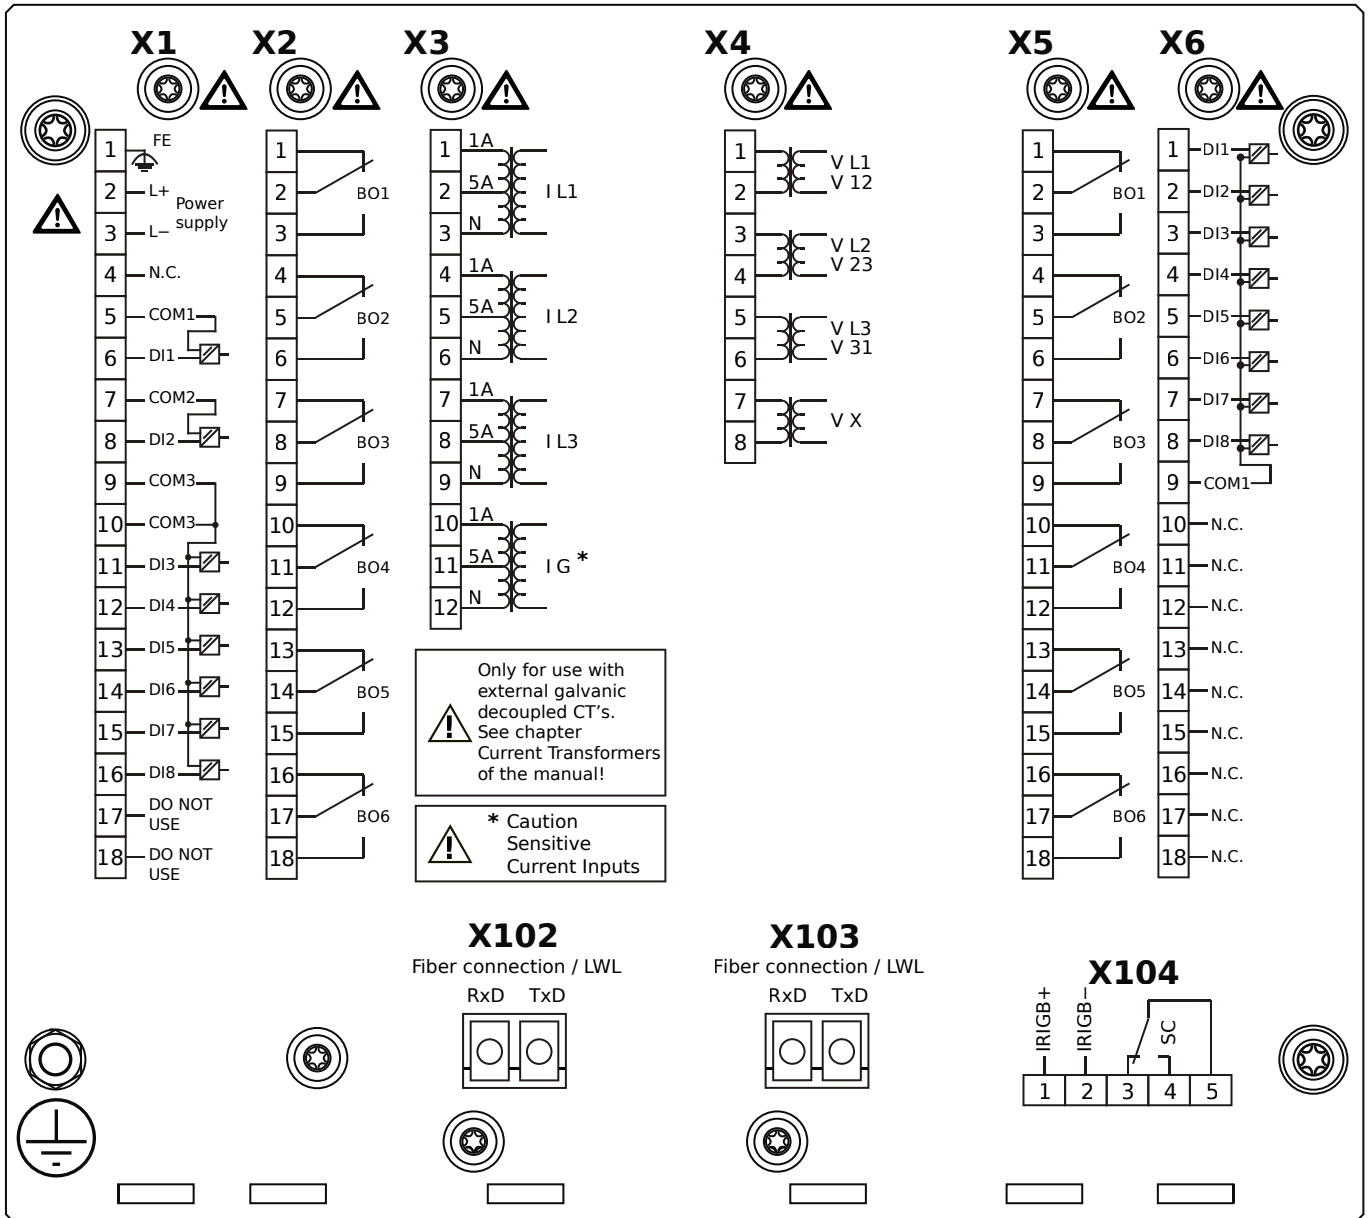 X1
X2
X3
X4
X5
X6
1 FE
2 L+
Power
supply
3 L−
4 N.C.
5 COM1
6 DI1
7 COM2
8 DI2
9 COM3
10 COM3
11 DI3
12 DI4
13 DI5
14 DI6
15 DI7
16 DI8
17 DO NOT
USE
18 DO NOT
USE
1
2 BO1
3
4
5 BO2
6
7
8 BO3
9
10
11 BO4
12
13
14 BO5
15
16
17 BO6
18
1 1A
2 5A I L1
3 N
4 1A
5 5A I L2
6 N
7 1A
8 5A I L3
9 N
10 1A
11 5A I G *
12 N
Only for use with
external galvanic
decoupled CT's.
See chapter
Current Transformers
of the manual!
* Caution
Sensitive
Current Inputs
1 V L1
2 V 12
3 V L2
4 V 23
5 V L3
6 V 31
7 V X
8
1
2 BO1
3
4
5 BO2
6
7
8 BO3
9
10
11 BO4
12
13
14 BO5
15
16
17 BO6
18
1 DI1
2 DI2
3 DI3
4 DI4
5 DI5
6 DI6
7 DI7
8 DI8
9 COM1
10 N.C.
11 N.C.
12 N.C.
13 N.C.
14 N.C.
15 N.C.
16 N.C.
17 N.C.
18 N.C.
X102
Fiber connection / LWL
RxD TxD
X103
Fiber connection / LWL
RxD TxD
X104
IRIGB+
IRIGB−
SC
1 2 3 4 5